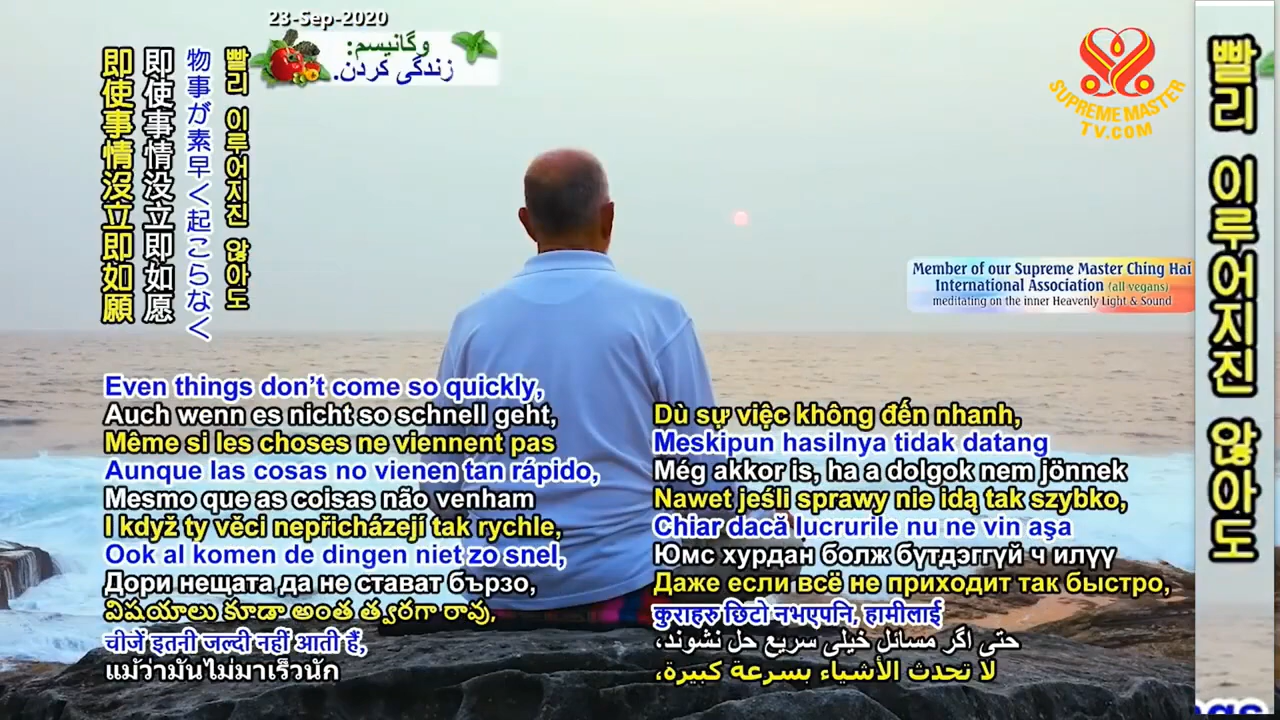 23-Sep-2020
وگانیسم:
زندگی کردن.
SUPREME MASTER
TV.COM
빨리 이루어지진 않아도
物事が素早く起こらなく
即使事情没立即如愿
即使事情沒立即如願
빨리 이루어지진 않아도
Member of our Supreme Master Ching Hai
International Association (all vegans)
meditating on the inner Heavenly Light & Sound
Even things don't come so quickly,
Auch wenn es nicht so schnell geht,
Même si les choses ne viennent pas
Aunque las cosas no vienen tan rápido,
Mesmo que as coisas não venham
I když ty věci nepřicházejí tak rychle,
Ook al komen de dingen niet zo snel,
Дори нещата да не стават бързо,
విషయాలు కూడా అంత త్వరగా రావు,
चीजें इतनी जल्दी नहीं आती हैं,
แม้ว่ามันไม่มาเร็วนัก
Dù sự việc không đến nhanh,
Meskipun hasilnya tidak datang
Még akkor is, ha a dolgok nem jönnek
Nawet jeśli sprawy nie idą tak szybko,
Chiar dacă lucrurile nu ne vin aşa
Юмс хурдан болж бүтдэггүй ч илүү
Даже если всё не приходит так быстро,
कुराहरु छिटो नभएपनि, हामीलाई
حتی اگر مسائل خیلی سریع حل نشوند،
لا تحدث الأشياء بسرعة كبيرة،